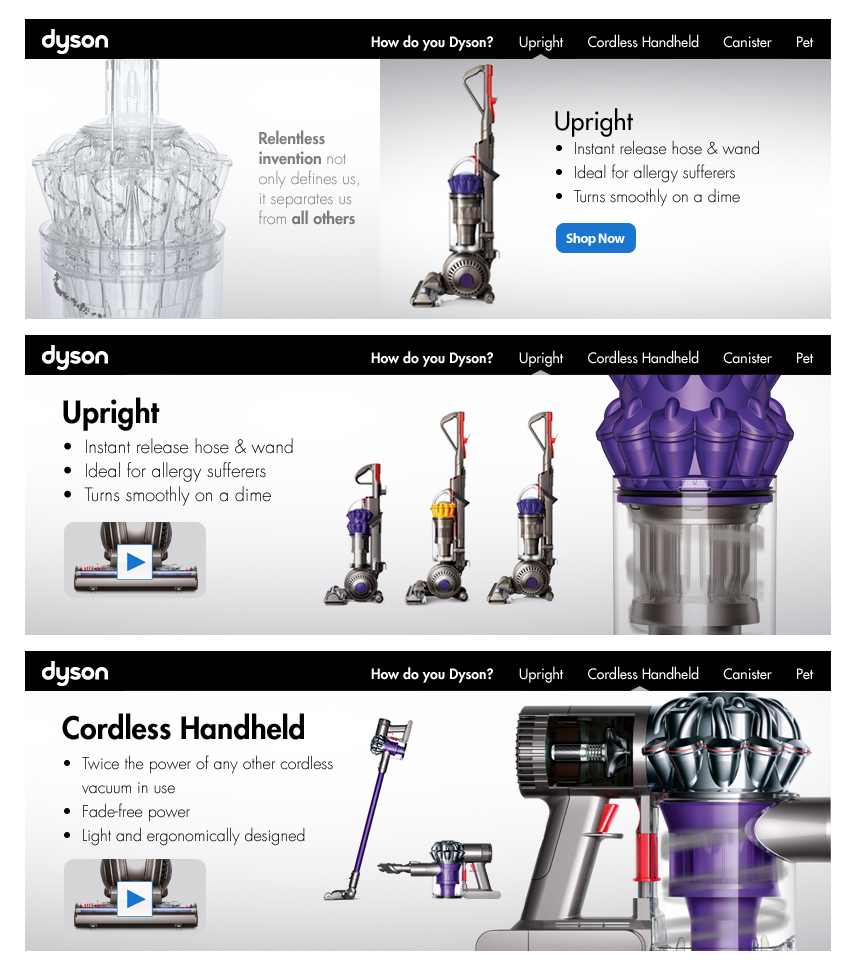 dyson
How do you Dyson? Upright Cordless Handheld Canister Pet
Relentless
invention not
only defines us,
it separates us
from all others
Upright
• Instant release hose & wand
• Ideal for allergy sufferers
• Turns smoothly on a dime
Shop Now
dyson
How do you Dyson? Upright Cordless Handheld Canister Pet
Upright
• Instant release hose & wand
• Ideal for allergy sufferers
• Turns smoothly on a dime
dyson
How do you Dyson? Upright Cordless Handheld Canister Pet
Cordless Handheld
• Twice the power of any other cordless
vacuum in use
• Fade-free power
• Light and ergonomically designed